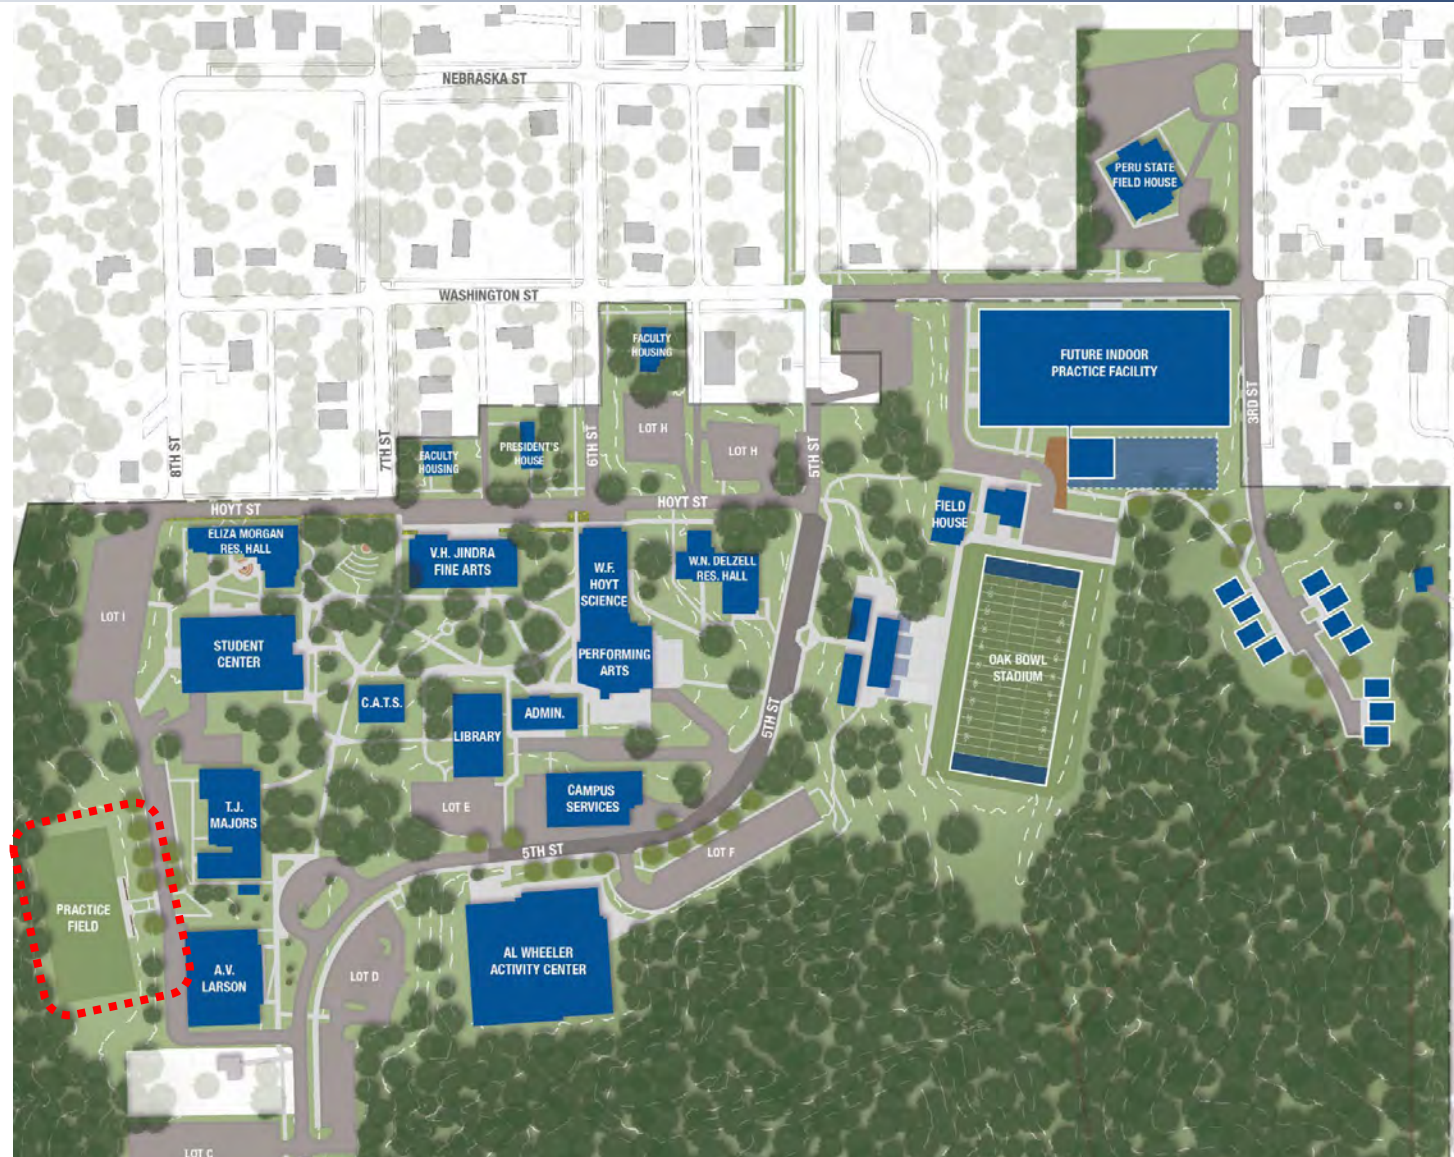 NEBRASKA ST
PERU STATE
FIELD HOUSE
WASHINGTON ST
FACULTY
HOUSING
FUTURE INDOOR
PRACTICE FACILITY
3RD ST
8TH ST
7TH ST
FACULTY
HOUSING
PRESIDENT'S
HOUSE
6TH ST
LOT H
LOT H
5TH ST
HOYT ST
HOYT ST
FIELD
HOUSE
ELIZA MORGAN
RES. HALL
V.H. JINDRA
FINE ARTS
W.F.
HOYT
SCIENCE
W.N. DELZELL
RES. HALL
LOT I
STUDENT
CENTER
PERFORMING
ARTS
OAK BOWL
STADIUM
C.A.T.S.
ADMIN.
LIBRARY
5TH ST
CAMPUS
SERVICES
LOT E
T.J.
MAJORS
5TH ST
LOT F
PRACTICE
FIELD
A.V.
LARSON
LOT D
AL WHEELER
ACTIVITY CENTER
LOT C